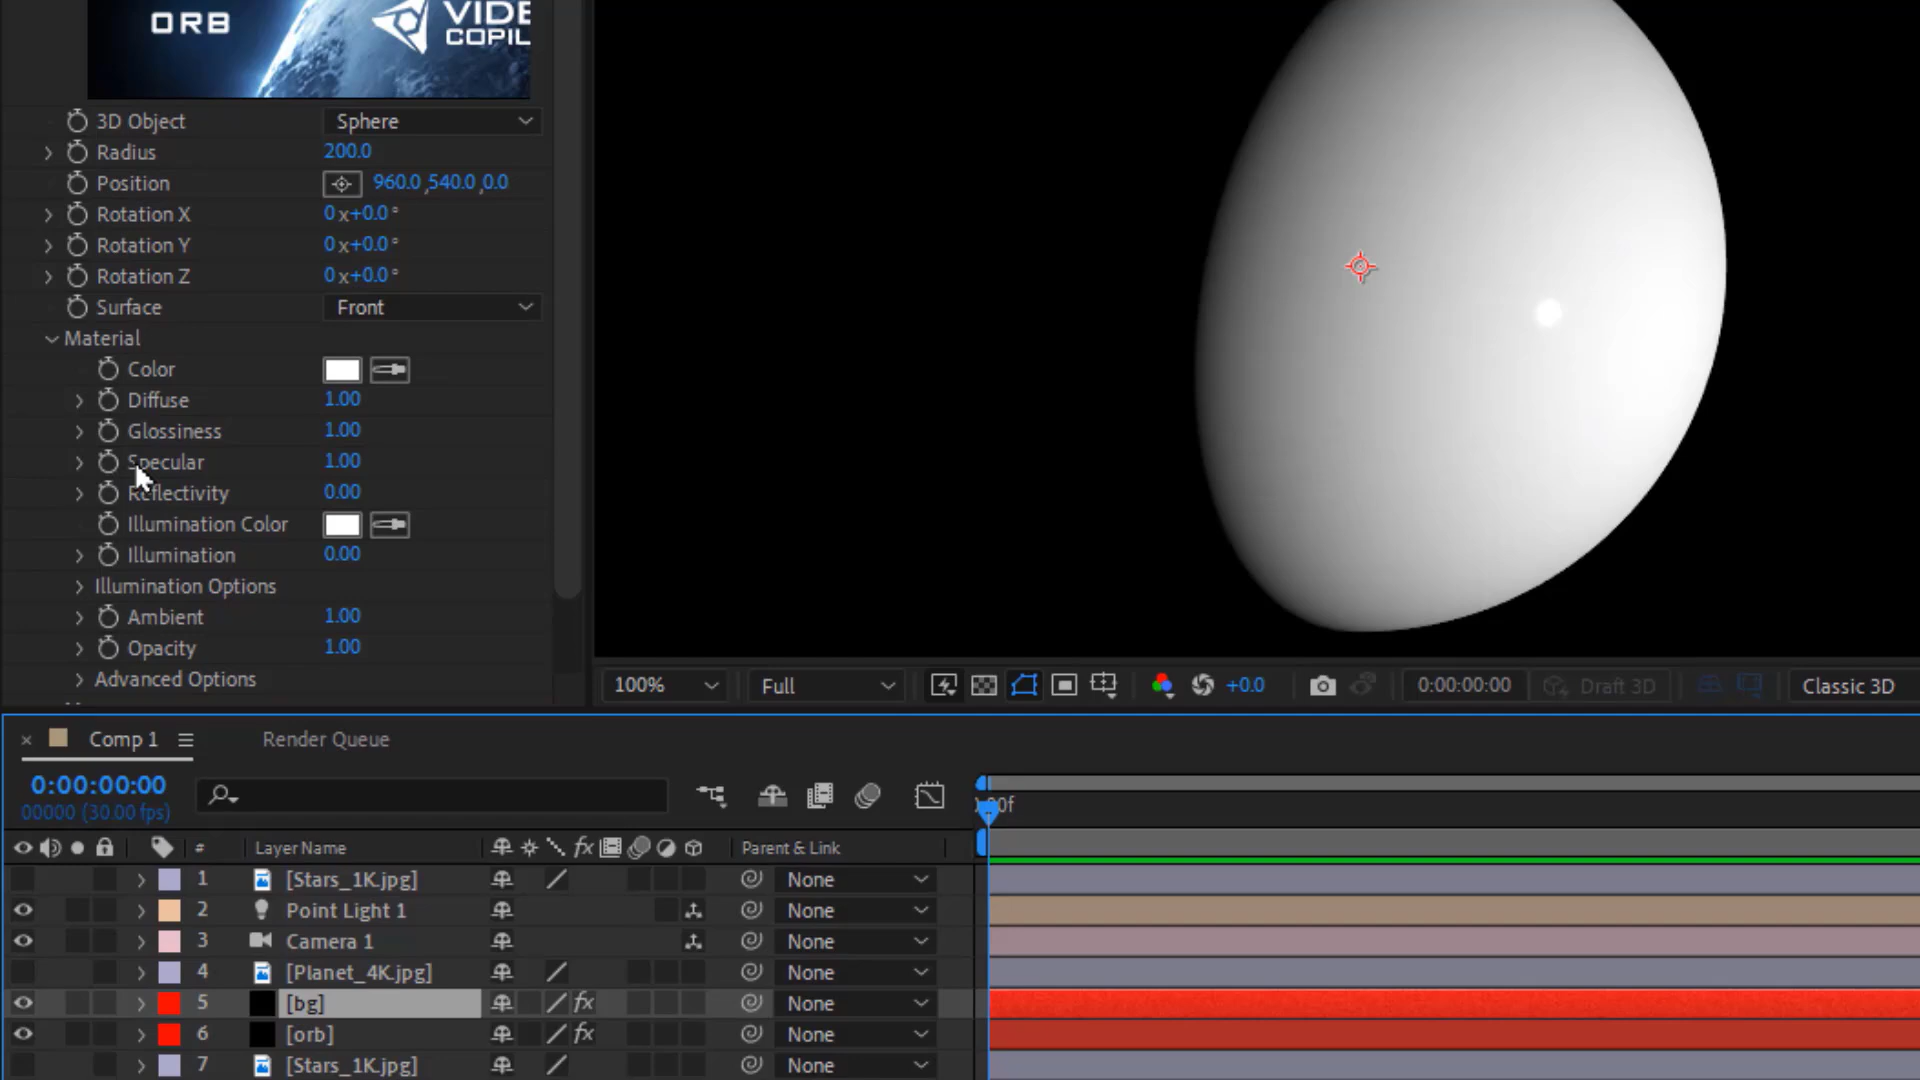 ORB
VIDE
COPIL
3D Object Sphere
Radius 200.0
Position 960.0,540.0,0.0
Rotation X 0x+0.0°
Rotation Y 0x+0.0°
Rotation Z 0x+0.0°
Surface Front
Material
Color
Diffuse 1.00
Glossiness 1.00
Specular 1.00
Reflectivity 0.00
Illumination Color
Illumination 0.00
Illumination Options
Ambient 1.00
Opacity 1.00
Advanced Options
100% Full +0.0 0:00:00:00 Draft 3D Classic 3D
× Comp 1 Render Queue
0:00:00:00
00000 (30.00 fps)
# Layer Name fx Parent & Link
1 [Stars_1K.jpg] None
2 Point Light 1 None
3 Camera 1 None
4 [Planet_4K.jpg] None
5 [bg] fx None
6 [orb] fx None
7 [Stars_1K.jpg] None